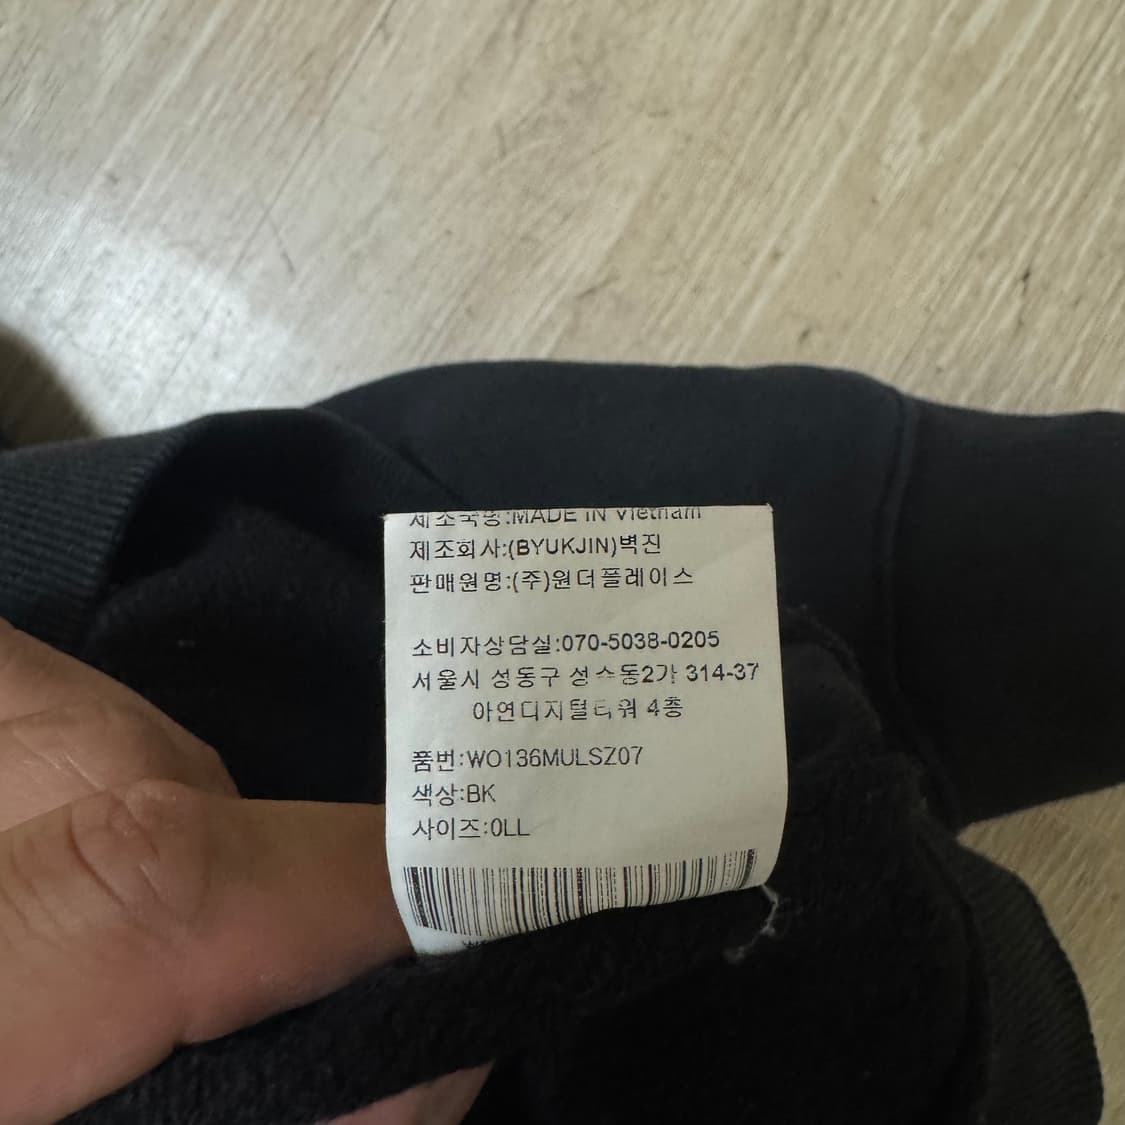 제조국명:MADE IN Vietnam
제조회사:(BYUKJIN)벽진
판매원명:(주)원더플레이스
소비자상담실:070-5038-0205
서울시 성동구 성수동2가 314-37
아연디지털타워 4층
품번:WO136MULSZ07
색상:BK
사이즈:0LL